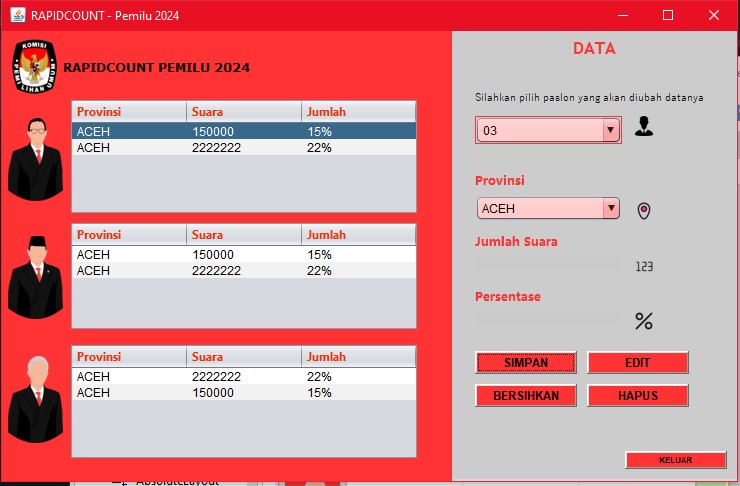 RAPIDCOUNT - Pemilu 2024
KOMISI
PEMILIHAN UMUM
RAPIDCOUNT PEMILU 2024
Provinsi Suara Jumlah
ACEH 150000 15%
ACEH 2222222 22%
Provinsi Suara Jumlah
ACEH 150000 15%
ACEH 2222222 22%
Provinsi Suara Jumlah
ACEH 2222222 22%
ACEH 150000 15%
DATA
Silahkan pilih paslon yang akan diubah datanya
03
Provinsi
ACEH
Jumlah Suara
123
Persentase
%
SIMPAN EDIT
BERSIHKAN HAPUS
KELUAR
AbsoluteLayout